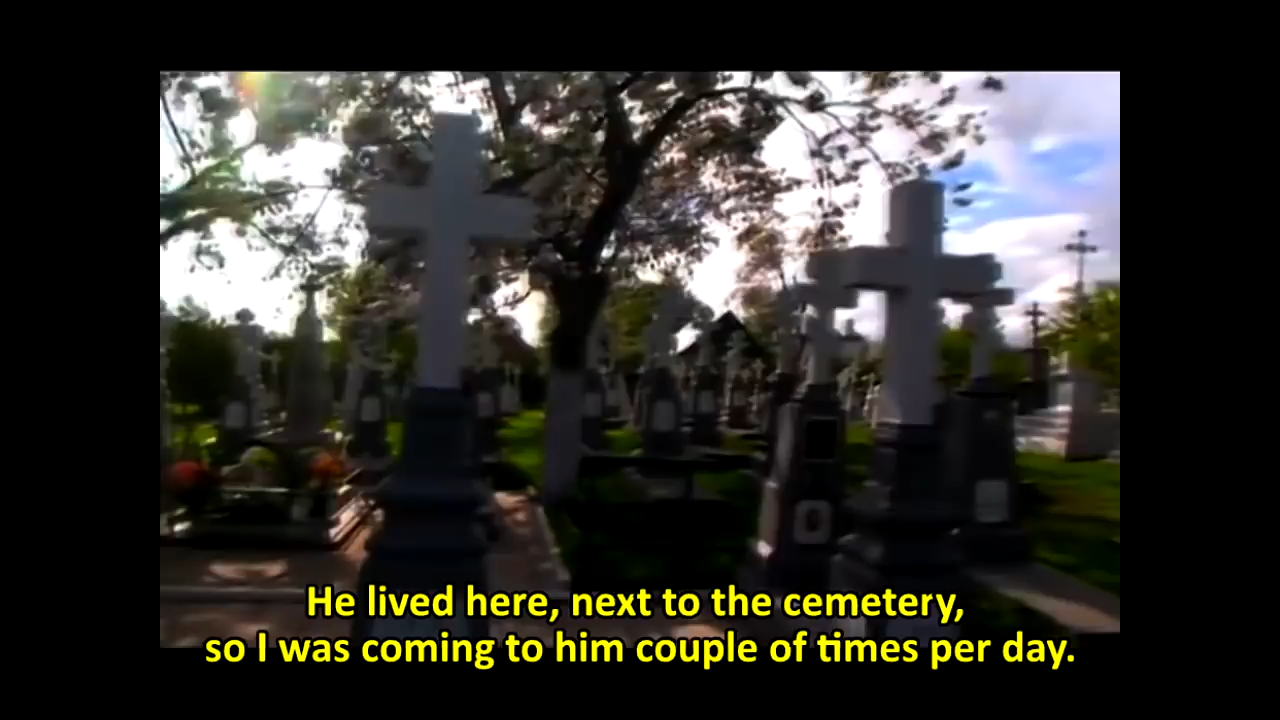 He lived here, next to the cemetery,
so I was coming to him couple of times per day.